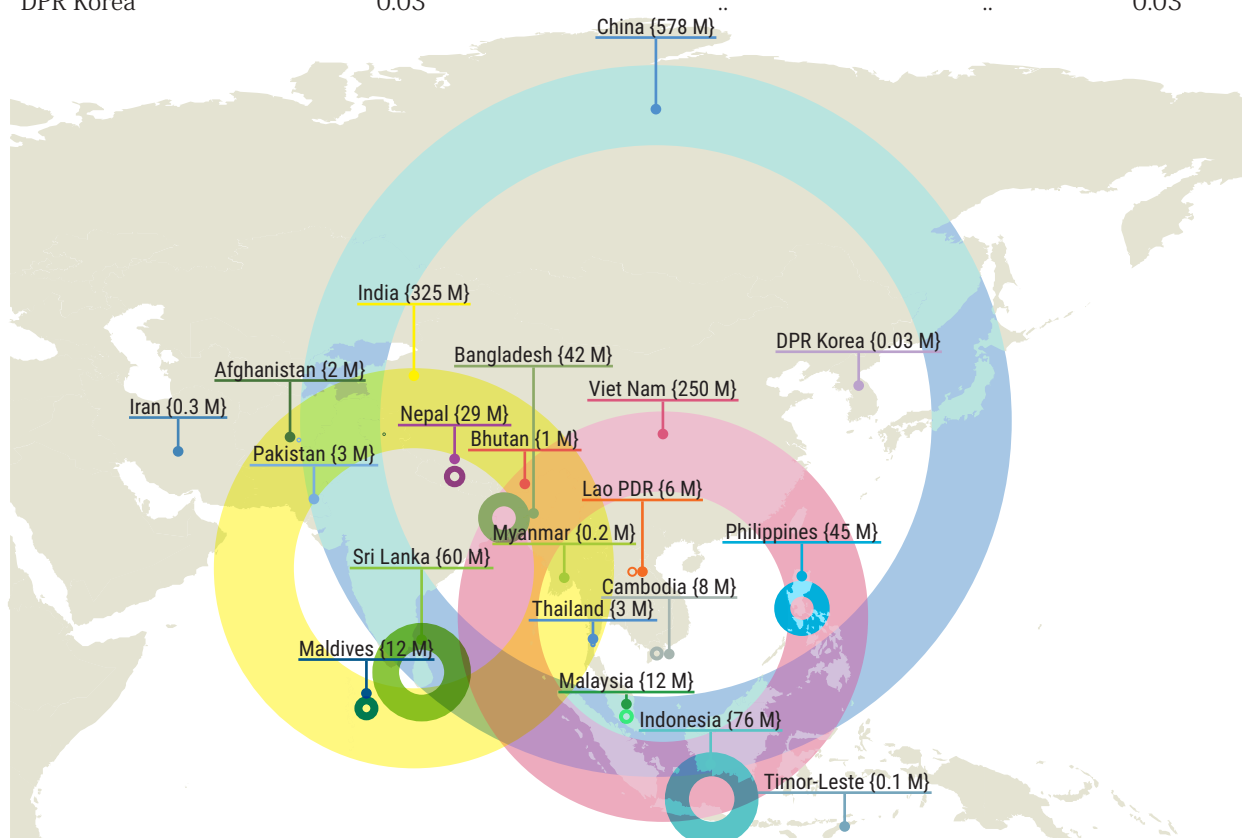 DPR Korea 0.03 .. .. 0.03
China {578 M}
India {325 M}
DPR Korea {0.03 M}
Bangladesh {42 M}
Afghanistan {2 M}
Viet Nam {250 M}
Iran {0.3 M}
Nepal {29 M}
Bhutan {1 M}
Pakistan {3 M}
Lao PDR {6 M}
Myanmar {0.2 M}
Philippines {45 M}
Sri Lanka {60 M}
Cambodia {8 M}
Thailand {3 M}
Maldives {12 M}
Malaysia {12 M}
Indonesia {76 M}
Timor-Leste {0.1 M}